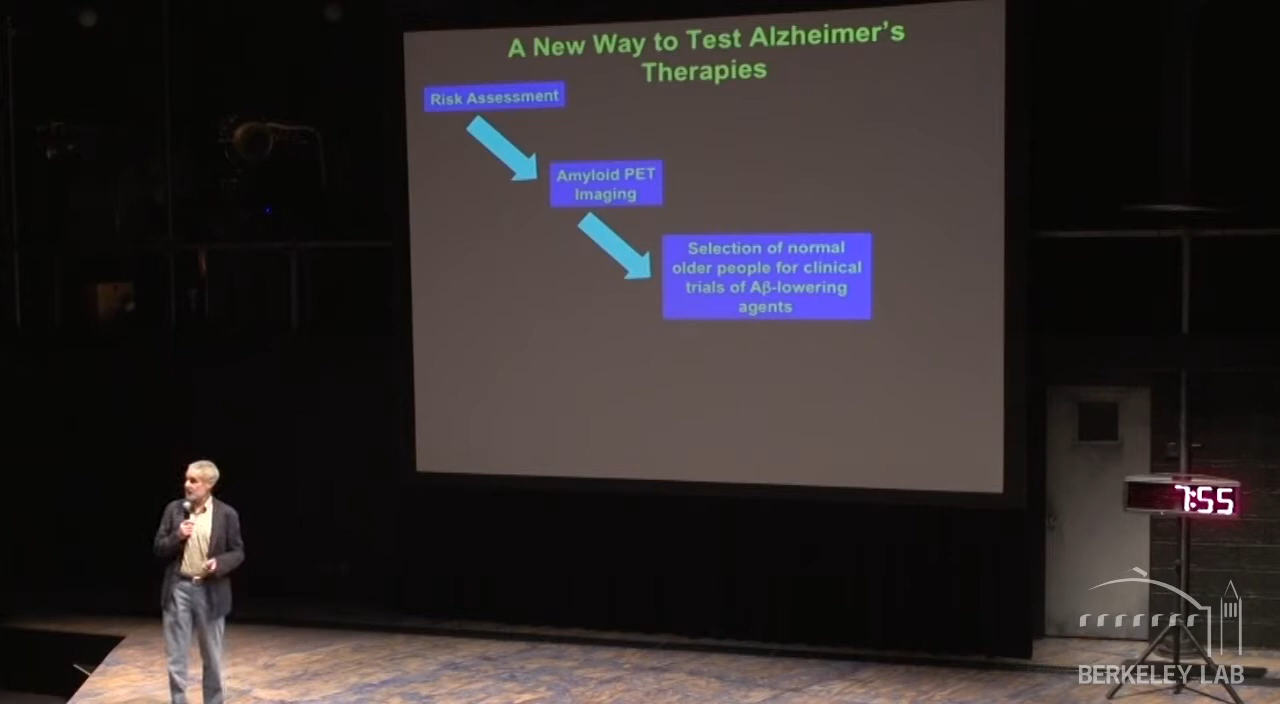 A New Way to Test Alzheimer's
Therapies
Risk Assessment
Amyloid PET
Imaging
Selection of normal
older people for clinical
trials of Aβ-lowering
agents
7:55
BERKELEY LAB